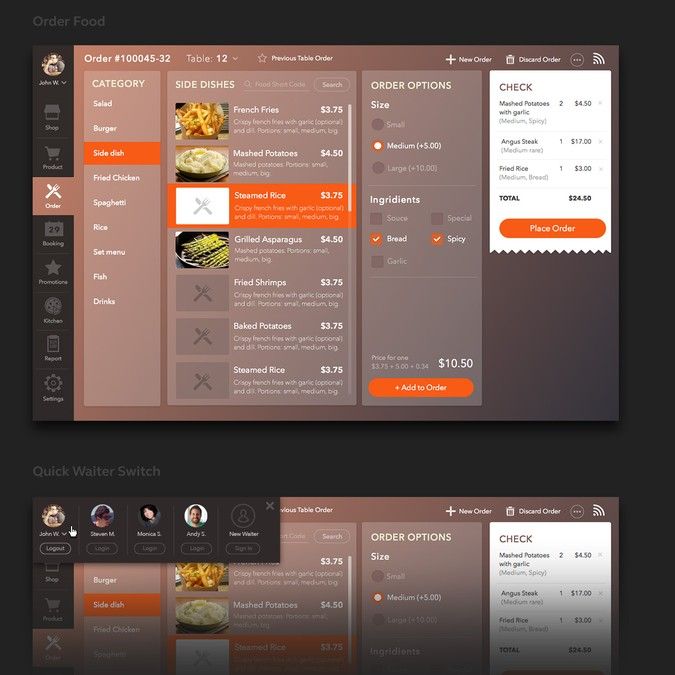 Order Food
John W.
Shop
Product
Order
29
Booking
Promotions
Kitchen
Report
Settings
Order #100045-32
Table: 12
Previous Table Order
New Order
Discard Order
CATEGORY
Salad
Burger
Side dish
Fried Chicken
Spaghetti
Rice
Set menu
Fish
Drinks
SIDE DISHES
Food Short Code
Search
French Fries $3.75
Crispy french fries with garlic (optional)
and dill. Portions: small, medium, big.
Mashed Potatoes $4.50
Mashed potatoes. Portions: small,
medium, big.
Steamed Rice $3.75
Crispy french fries with garlic (optional)
and dill. Portions: small, medium, big.
Grilled Asparagus $4.50
Mashed potatoes. Portions: small,
medium, big.
Fried Shrimps $3.75
Crispy french fries with garlic (optional)
and dill. Portions: small, medium, big.
Baked Potatoes $3.75
Crispy french fries with garlic (optional)
and dill. Portions: small, medium, big.
Steamed Rice $3.75
Crispy french fries with garlic (optional)
and dill. Portions: small, medium, big.
ORDER OPTIONS
Size
Small
Medium (+5.00)
Large (+10.00)
Ingridients
Souce Special
Bread Spicy
Garlic
Price for one
$3.75 + 5.00 + 0.34 $10.50
+ Add to Order
CHECK
Mashed Potatoes 2 $4.50 ×
with garlic
(Medium, Spicy)
Angus Steak 1 $17.00 ×
(Medium rare)
Fried Rice 1 $3.00 ×
(Medium, Bread)
TOTAL $24.50
Place Order
Quick Waiter Switch
John W. Steven M. Monica S. Andy S. New Waiter
Logout Login Login Login Sign in
Previous Table Order
New Order
Discard Order
Shop
Product
Order
Burger
Side dish
Fried Chicken
Spaghetti
Search
$3.75
Crispy french fries with garlic (optional)
and dill. Portions: small, medium, big.
Mashed Potatoes $4.50
Mashed potatoes. Portions: small,
medium, big.
Steamed Rice $3.75
Crispy french fries with garlic (optional)
and dill. Portions: small, medium, big.
ORDER OPTIONS
Size
Small
Medium (+5.00)
Large (+10.00)
Ingridients
CHECK
Mashed Potatoes 2 $4.50 ×
with garlic
(Medium, Spicy)
Angus Steak 1 $17.00 ×
(Medium rare)
Fried Rice 1 $3.00 ×
(Medium, Bread)
TOTAL $24.50